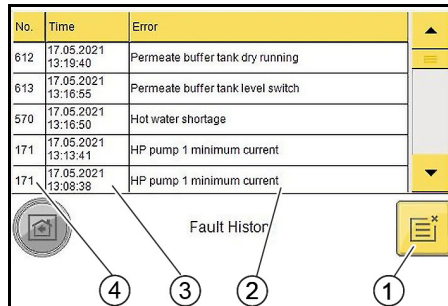 No. Time Error
612 17.05.2021 13:19:40 Permeate buffer tank dry running
613 17.05.2021 13:16:55 Permeate buffer tank level switch
570 17.05.2021 13:16:50 Hot water shortage
171 17.05.2021 13:13:41 HP pump 1 minimum current
171 17.05.2021 13:08:38 HP pump 1 minimum current
Fault Histor
4 3 2 1